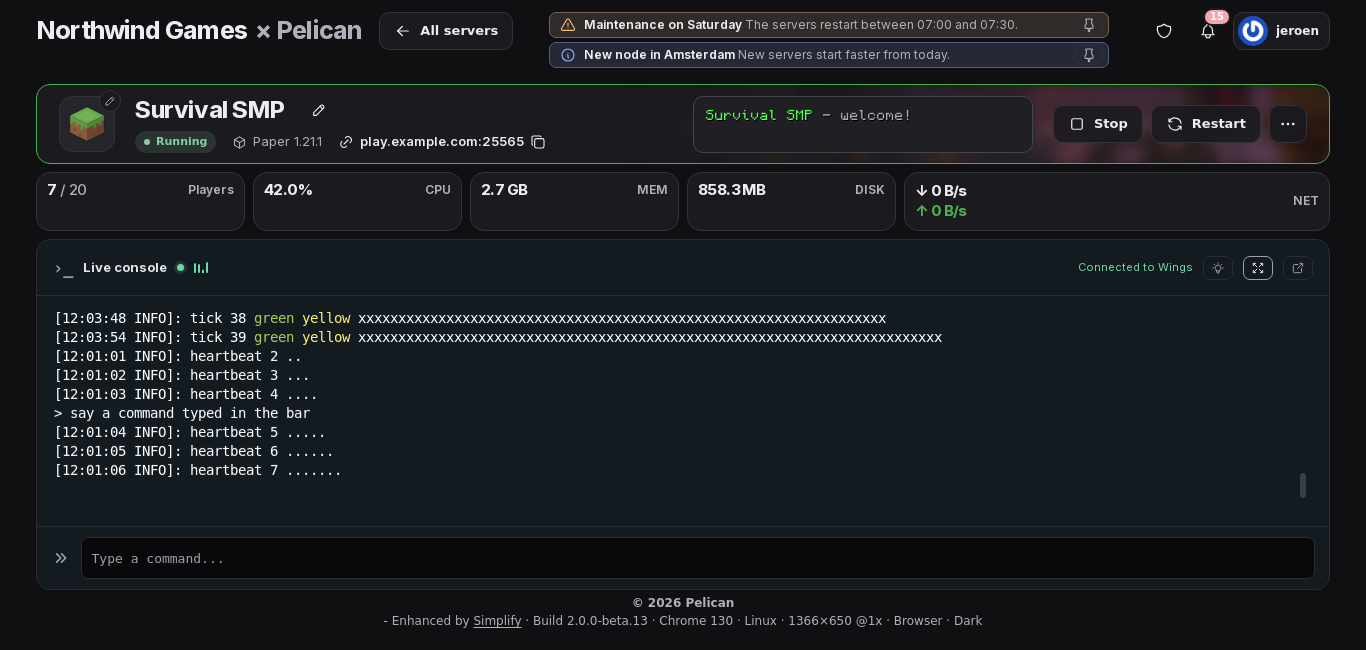 Northwind Games × Pelican
All servers
Maintenance on Saturday The servers restart between 07:00 and 07:30.
New node in Amsterdam New servers start faster from today.
15
jeroen
Survival SMP
Running
Paper 1.21.1
play.example.com:25565
Survival SMP - welcome!
Stop
Restart
7 / 20 Players
42.0% CPU
2.7 GB MEM
858.3 MB DISK
↓ 0 B/s
↑ 0 B/s
NET
Live console
Connected to Wings
[12:03:48 INFO]: tick 38 green yellow xxxxxxxxxxxxxxxxxxxxxxxxxxxxxxxxxxxxxxxxxxxxxxxxxxxxxxxxxxxxxxxxxx
[12:03:54 INFO]: tick 39 green yellow xxxxxxxxxxxxxxxxxxxxxxxxxxxxxxxxxxxxxxxxxxxxxxxxxxxxxxxxxxxxxxxxxxxxxxxxx
[12:01:01 INFO]: heartbeat 2 ..
[12:01:02 INFO]: heartbeat 3 ...
[12:01:03 INFO]: heartbeat 4 ....
> say a command typed in the bar
[12:01:04 INFO]: heartbeat 5 .....
[12:01:05 INFO]: heartbeat 6 ......
[12:01:06 INFO]: heartbeat 7 .......
Type a command...
© 2026 Pelican
- Enhanced by Simplify · Build 2.0.0-beta.13 · Chrome 130 · Linux · 1366×650 @1x · Browser · Dark